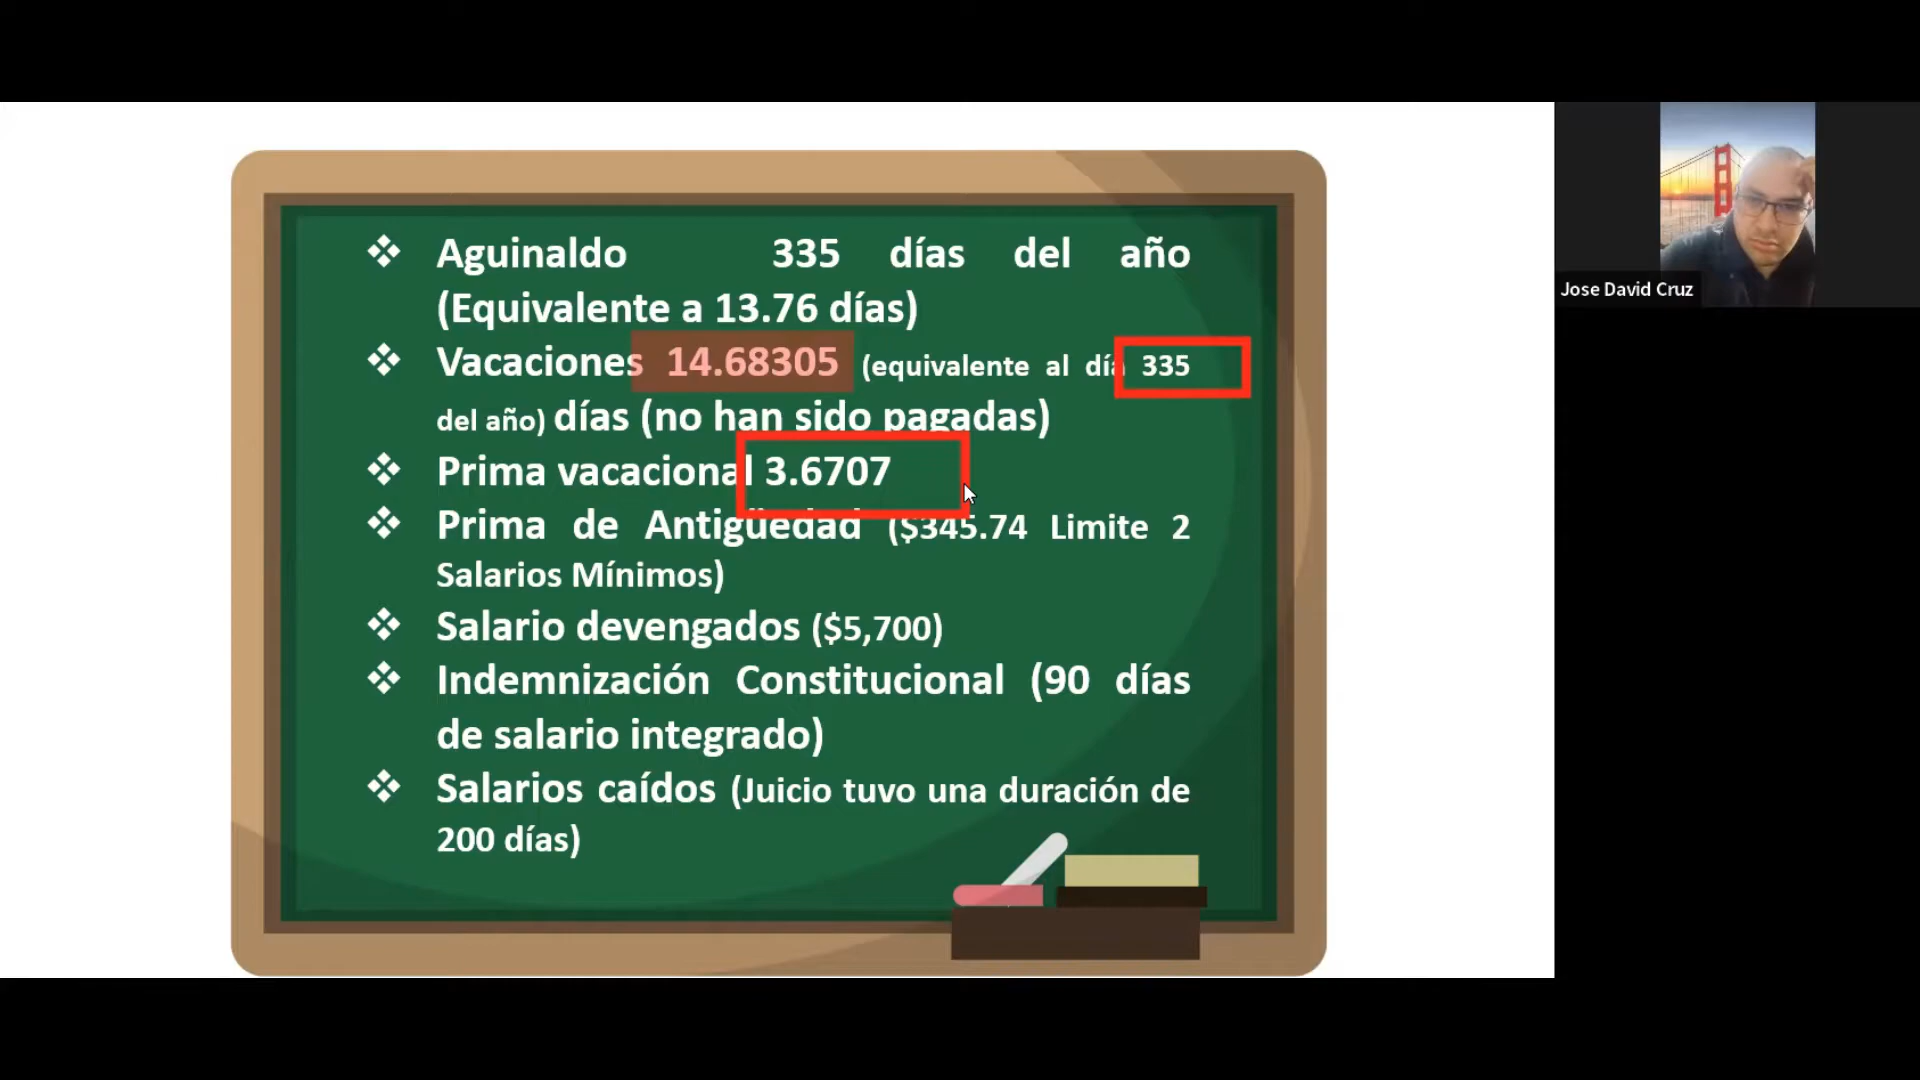 Aguinaldo 335 días del año
(Equivalente a 13.76 días)
Vacaciones 14.68305 (equivalente al día 335
del año) días (no han sido pagadas)
Prima vacacional 3.6707
Prima de Antigüedad ($345.74 Limite 2
Salarios Mínimos)
Salario devengados ($5,700)
Indemnización Constitucional (90 días
de salario integrado)
Salarios caídos (Juicio tuvo una duración de
200 días)
Jose David Cruz